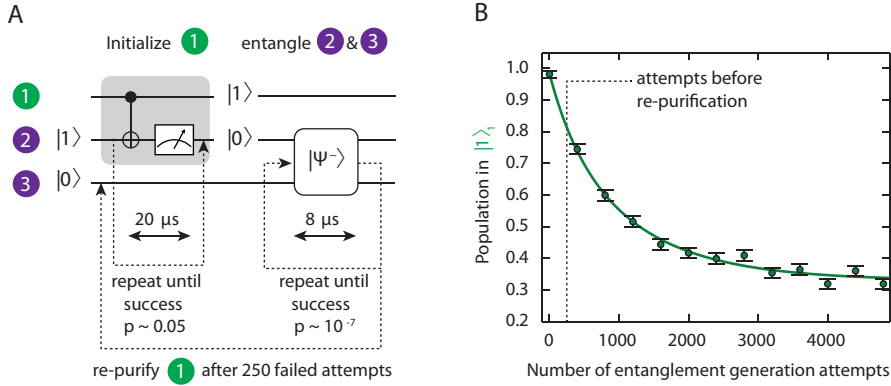 A
Initialize 1 entangle 2 & 3
1 |1⟩
2 |1⟩ |0⟩
|Ψ⁻⟩
3 |0⟩
20 μs 8 μs
repeat until success p ~ 0.05
repeat until success p ~ 10⁻⁷
re-purify 1 after 250 failed attempts
B
Population in |1⟩₁
1.0
0.9
0.8
0.7
0.6
0.5
0.4
0.3
0.2
attempts before
re-purification
0 1000 2000 3000 4000
Number of entanglement generation attempts